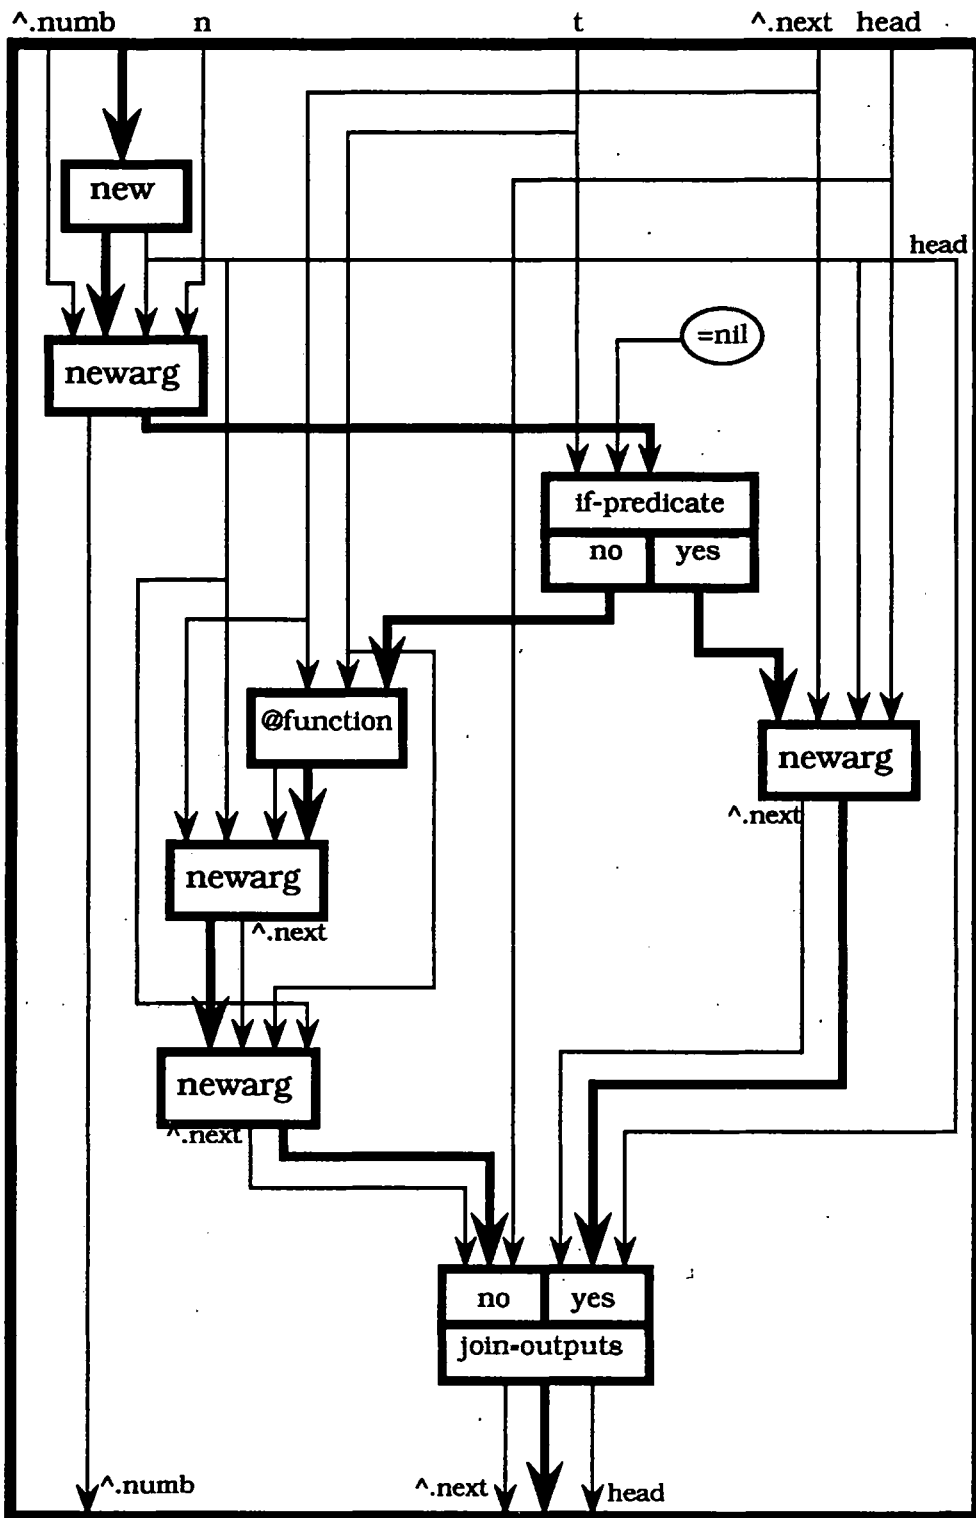 ^.numb n t ^.next head
new
head
=nil
newarg
if-predicate
no yes
@function
newarg
^.next
newarg
^.next
newarg
^.next
no yes
join-outputs
^.numb ^.next head